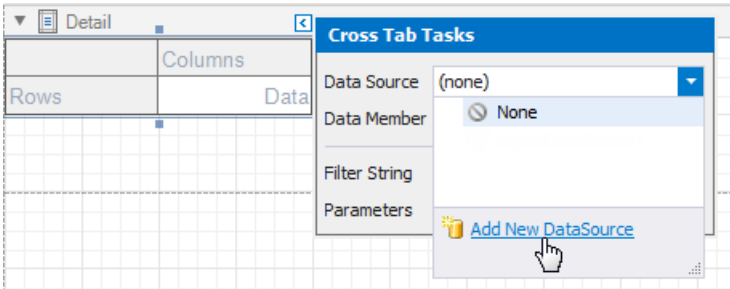 Detail
Cross Tab Tasks
Columns
Rows Data
Data Source (none)
None
Data Member
Filter String
Parameters
Add New DataSource